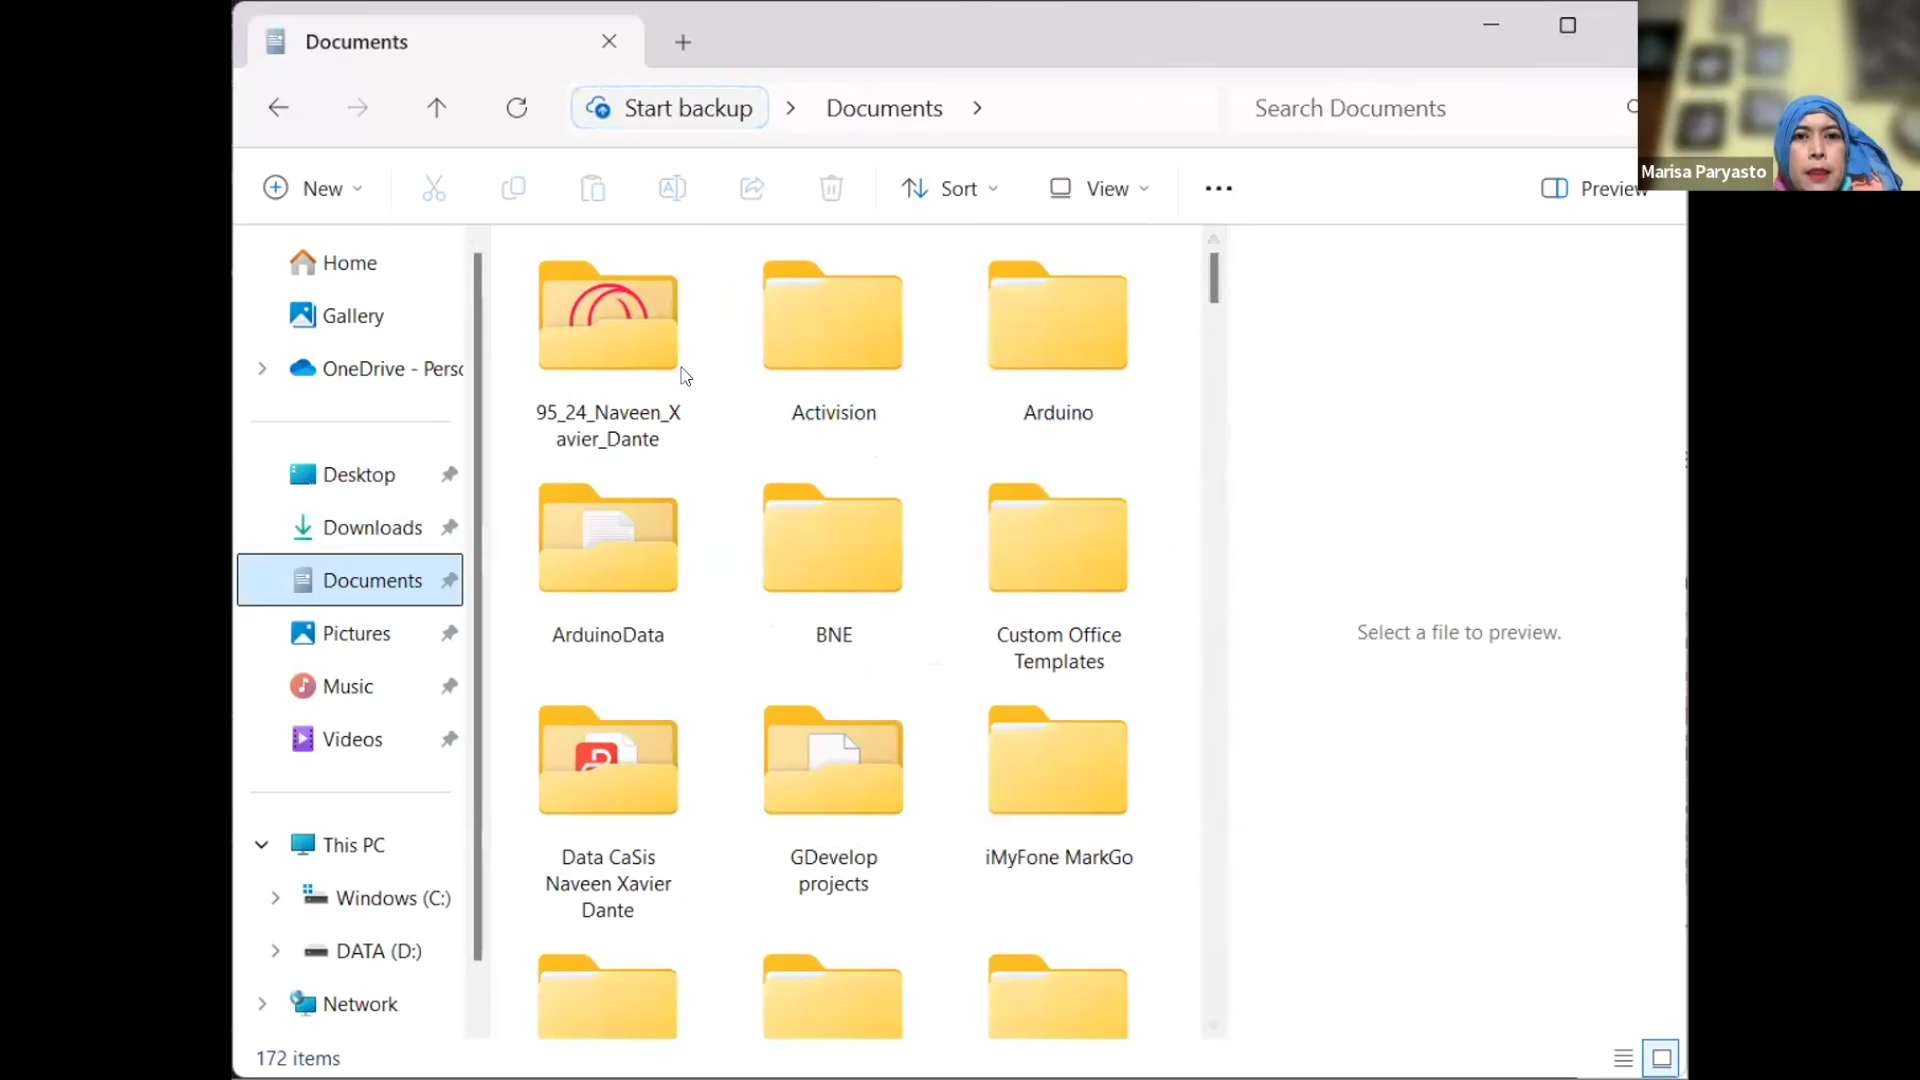 Documents
Start backup
Documents
Search Documents
Marisa Paryasto
New
Sort
View
Preview
Home
Gallery
OneDrive - Perso
Desktop
Downloads
Documents
Pictures
Music
Videos
This PC
Windows (C:)
DATA (D:)
Network
95_24_Naveen_X
avier_Dante
Activision
Arduino
ArduinoData
BNE
Custom Office
Templates
Data CaSis
Naveen Xavier
Dante
GDevelop
projects
iMyFone MarkGo
Select a file to preview.
172 items